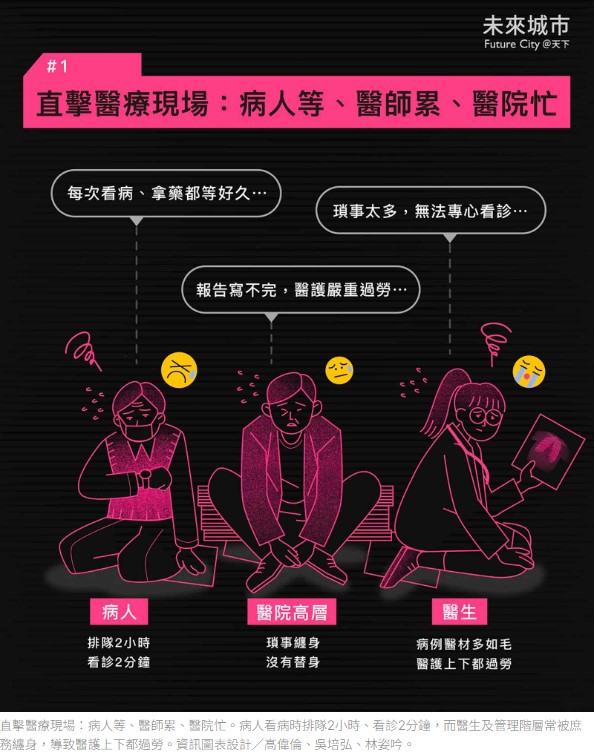 未來城市
Future City@天下
#1
直擊醫療現場：病人等、醫師累、醫院忙
每次看病、拿藥都等好久…
瑣事太多，無法專心看診…
報告寫不完，醫護嚴重過勞…
病人
排隊2小時
看診2分鐘
醫院高層
瑣事纏身
沒有替身
醫生
病例醫材多如毛
醫護上下都過勞
直擊醫療現場：病人等、醫師累、醫院忙。病人看病時排隊2小時、看診2分鐘，而醫生及管理階層常被庶
務纏身，導致醫護上下都過勞。資訊圖表設計／高偉倫、吳培弘、林姿吟。